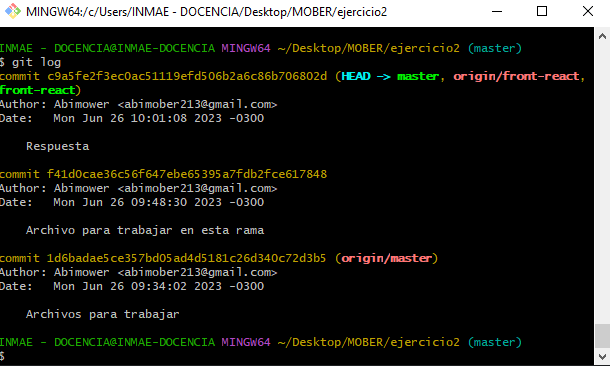 MINGW64:/c/Users/INMAE - DOCENCIA/Desktop/MOBER/ejercicio2
INMAE - DOCENCIA@INMAE-DOCENCIA MINGW64 ~/Desktop/MOBER/ejercicio2 (master)
$ git log
commit c9a5fe2f3ec0ac51119efd506b2a6c86b706802d (HEAD -> master, origin/front-react,
front-react)
Author: Abimower <abimober213@gmail.com>
Date:   Mon Jun 26 10:01:08 2023 -0300
Respuesta
commit f41d0cae36c56f647ebe65395a7fdb2fce617848
Author: Abimower <abimober213@gmail.com>
Date:   Mon Jun 26 09:48:30 2023 -0300
Archivo para trabajar en esta rama
commit 1d6badae5ce357bd05ad4d5181c26d340c72d3b5 (origin/master)
Author: Abimower <abimober213@gmail.com>
Date:   Mon Jun 26 09:34:02 2023 -0300
Archivos para trabajar
INMAE - DOCENCIA@INMAE-DOCENCIA MINGW64 ~/Desktop/MOBER/ejercicio2 (master)
$